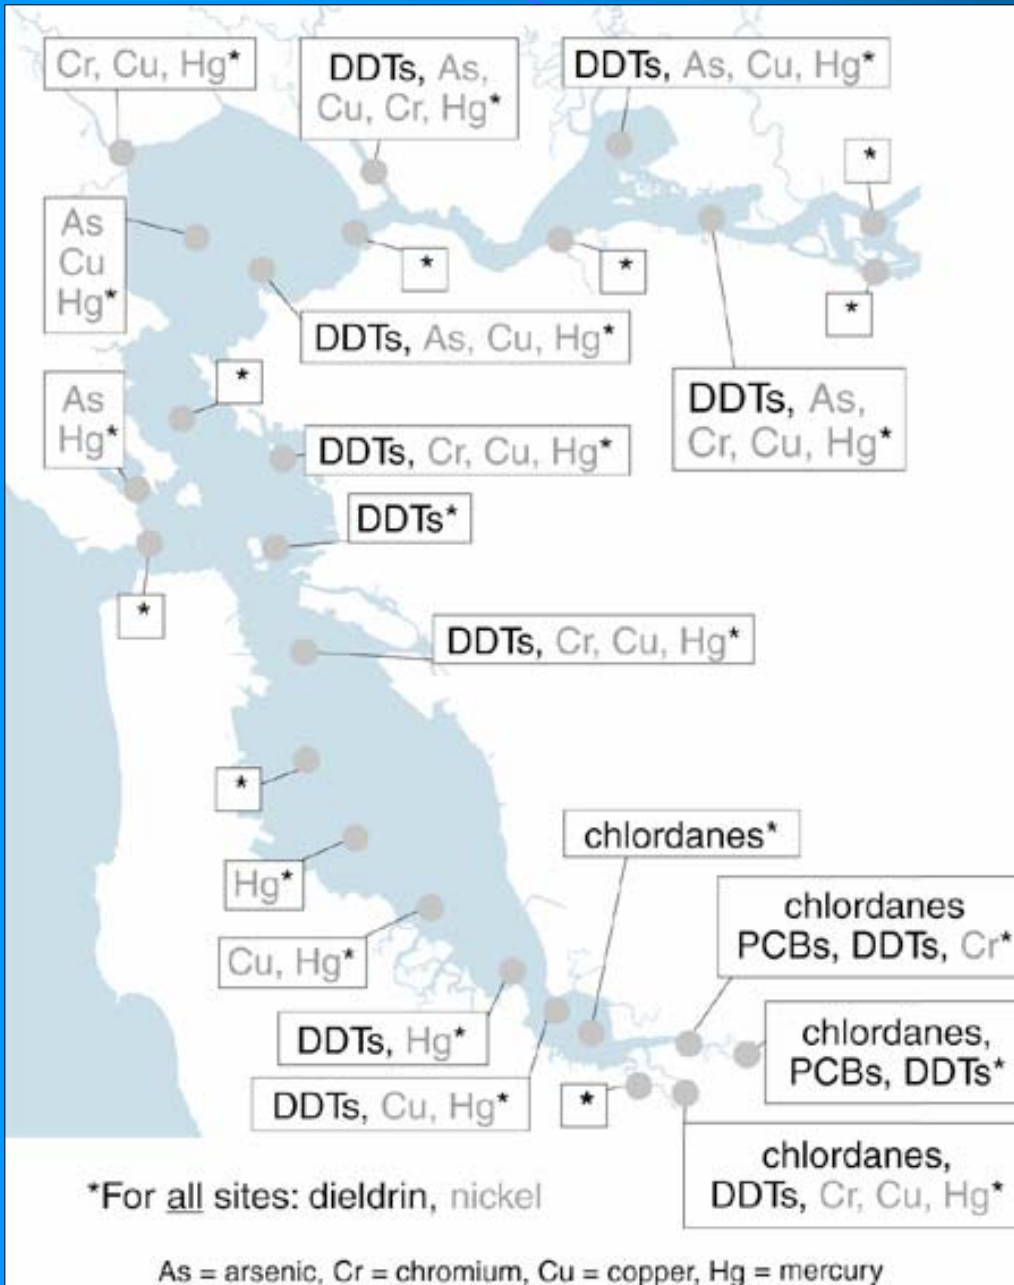 Cr, Cu, Hg*
DDTs, As,
Cu, Cr, Hg*
DDTs, As, Cu, Hg*
*
As
Cu
Hg*
*
*
*
DDTs, As, Cu, Hg*
*
As
Hg*
DDTs, As,
Cr, Cu, Hg*
DDTs, Cr, Cu, Hg*
DDTs*
*
DDTs, Cr, Cu, Hg*
*
chlordanes*
Hg*
chlordanes
PCBs, DDTs, Cr*
Cu, Hg*
DDTs, Hg*
chlordanes,
PCBs, DDTs*
DDTs, Cu, Hg*
*
chlordanes,
DDTs, Cr, Cu, Hg*
*For all sites: dieldrin, nickel
As = arsenic, Cr = chromium, Cu = copper, Hg = mercury